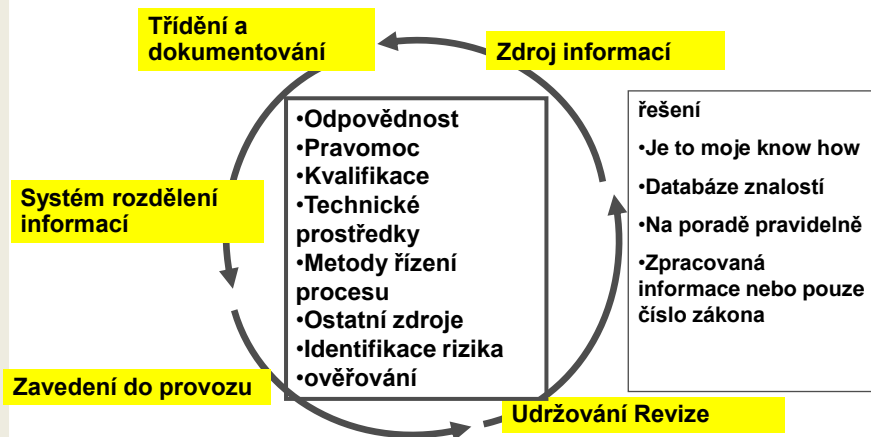 Třídění a
dokumentování
Zdroj informací
•Odpovědnost
•Pravomoc
•Kvalifikace
•Technické
prostředky
•Metody řízení
procesu
•Ostatní zdroje
•Identifikace rizika
•ověřování
řešení
•Je to moje know how
•Databáze znalostí
•Na poradě pravidelně
•Zpracovaná
informace nebo pouze
číslo zákona
Systém rozdělení
informací
Zavedení do provozu
Udržování Revize